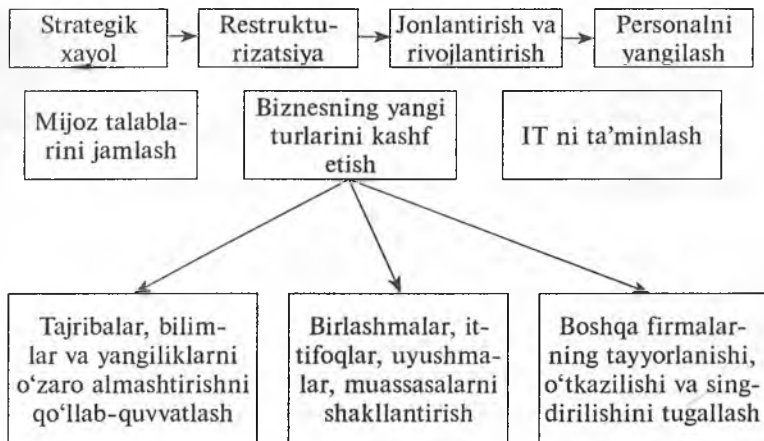 Strategik
xayol
Restruktu-
rizatsiya
Jonlantirish va
rivojlantirish
Personalni
yangilash
Mijoz talabla-
rini jamlash
Biznesning yangi
turlarini kashf
etish
IT ni ta’minlash
Tajribalar, bilim-
lar va yangiliklarni
o‘zaro almashtirishni
qo‘llab-quvvatlash
Birlashmalar, it-
tifoqlar, uyushma-
lar, muassasalarni
shakllantirish
Boshqa firmalar-
ning tayyorlanishi,
o‘tkazilishi va sing-
dirilishini tugallash